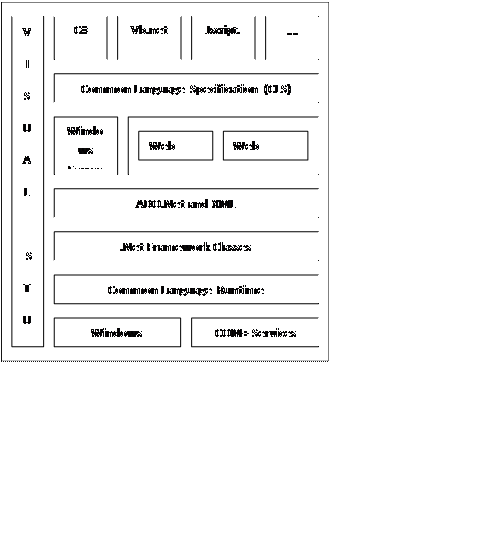 V
I
S
U
A
L
S
T
U
C#
Vb.net
Jscript.
...
Common Language Specification (CLS)
Windo
ws
Web
Web
ADO.Net and XML
.Net Framework Classes
Common Language Runtime
Windows
COM+ Services